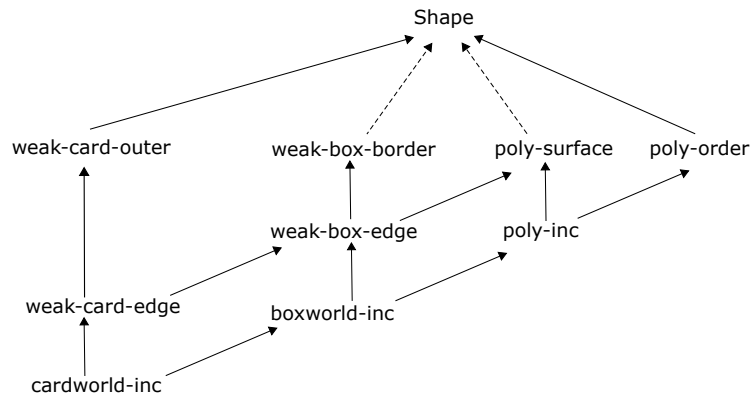 Shape
weak-card-outer
weak-box-border
poly-surface
poly-order
weak-box-edge
poly-inc
weak-card-edge
boxworld-inc
cardworld-inc